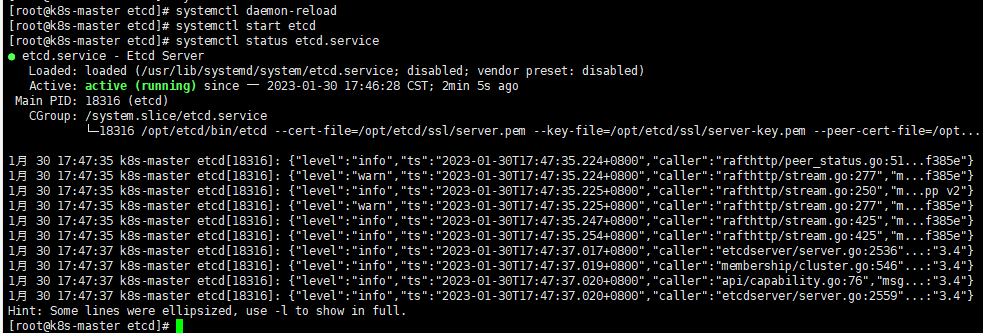 [root@k8s-master etcd]# systemctl daemon-reload
[root@k8s-master etcd]# systemctl start etcd
[root@k8s-master etcd]# systemctl status etcd.service
● etcd.service - Etcd Server
   Loaded: loaded (/usr/lib/systemd/system/etcd.service; disabled; vendor preset: disabled)
   Active: active (running) since 一 2023-01-30 17:46:28 CST; 2min 5s ago
 Main PID: 18316 (etcd)
   CGroup: /system.slice/etcd.service
           └─18316 /opt/etcd/bin/etcd --cert-file=/opt/etcd/ssl/server.pem --key-file=/opt/etcd/ssl/server-key.pem --peer-cert-file=/opt...
1月 30 17:47:35 k8s-master etcd[18316]: {"level":"info","ts":"2023-01-30T17:47:35.224+0800","caller":"rafthttp/peer_status.go:51...f385e"}
1月 30 17:47:35 k8s-master etcd[18316]: {"level":"warn","ts":"2023-01-30T17:47:35.224+0800","caller":"rafthttp/stream.go:277","m...f385e"}
1月 30 17:47:35 k8s-master etcd[18316]: {"level":"info","ts":"2023-01-30T17:47:35.225+0800","caller":"rafthttp/stream.go:250","m...pp v2"}
1月 30 17:47:35 k8s-master etcd[18316]: {"level":"warn","ts":"2023-01-30T17:47:35.225+0800","caller":"rafthttp/stream.go:277","m...f385e"}
1月 30 17:47:35 k8s-master etcd[18316]: {"level":"info","ts":"2023-01-30T17:47:35.247+0800","caller":"rafthttp/stream.go:425","m...f385e"}
1月 30 17:47:35 k8s-master etcd[18316]: {"level":"info","ts":"2023-01-30T17:47:35.254+0800","caller":"rafthttp/stream.go:425","m...f385e"}
1月 30 17:47:37 k8s-master etcd[18316]: {"level":"info","ts":"2023-01-30T17:47:37.017+0800","caller":"etcdserver/server.go:2536"...:"3.4"}
1月 30 17:47:37 k8s-master etcd[18316]: {"level":"info","ts":"2023-01-30T17:47:37.019+0800","caller":"membership/cluster.go:546"...:"3.4"}
1月 30 17:47:37 k8s-master etcd[18316]: {"level":"info","ts":"2023-01-30T17:47:37.020+0800","caller":"api/capability.go:76","msg...:"3.4"}
1月 30 17:47:37 k8s-master etcd[18316]: {"level":"info","ts":"2023-01-30T17:47:37.020+0800","caller":"etcdserver/server.go:2559"...:"3.4"}
Hint: Some lines were ellipsized, use -l to show in full.
[root@k8s-master etcd]#